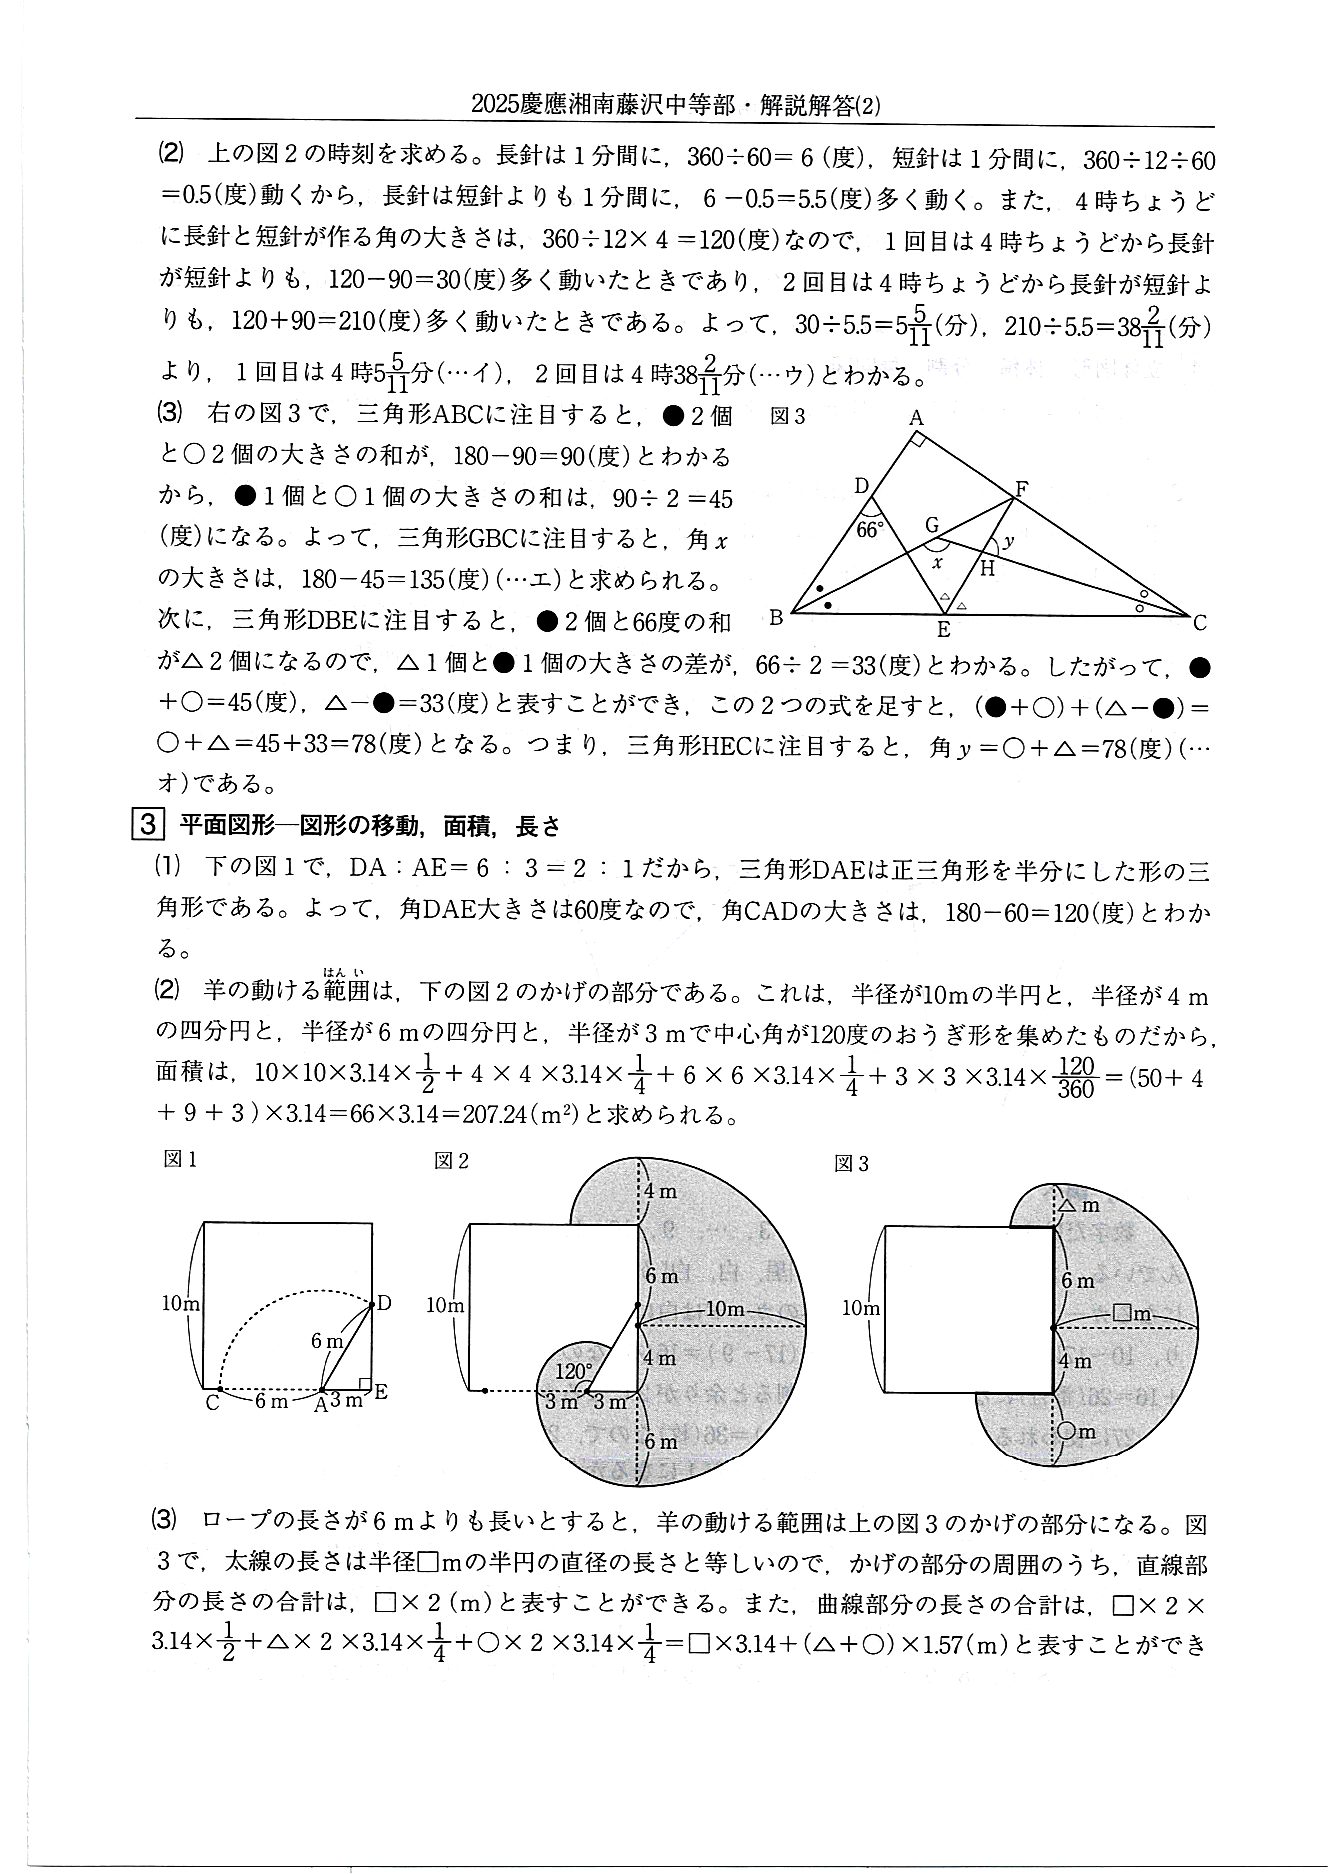 2025慶應湘南藤沢中等部・解説解答(2)
(2) 上の図2の時刻を求める。長針は1分間に，360÷60=6(度)，短針は1分間に，360÷12÷60
=0.5(度)動くから，長針は短針よりも1分間に，6−0.5=5.5(度)多く動く。また，4時ちょうど
に長針と短針が作る角の大きさは，360÷12×4=120(度)なので，1回目は4時ちょうどから長針
が短針よりも，120−90=30(度)多く動いたときであり，2回目は4時ちょうどから長針が短針よ
りも，120+90=210(度)多く動いたときである。よって，30÷5.5=5 5/11(分)，210÷5.5=38 2/11(分)
より，1回目は4時5 5/11分(…イ)，2回目は4時38 2/11分(…ウ)とわかる。
(3) 右の図3で，三角形ABCに注目すると，●2個
と○2個の大きさの和が，180−90=90(度)とわかる
から，●1個と○1個の大きさの和は，90÷2=45
(度)になる。よって，三角形GBCに注目すると，角x
の大きさは，180−45=135(度)(…エ)と求められる。
次に，三角形DBEに注目すると，●2個と66度の和
図3
A
D
F
66°
G
x
y
H
B
E
C
が△2個になるので，△1個と●1個の大きさの差が，66÷2=33(度)とわかる。したがって，●
+○=45(度)，△−●=33(度)と表すことができ，この2つの式を足すと，(●+○)+(△−●)=
○+△=45+33=78(度)となる。つまり，三角形HECに注目すると，角y=○+△=78(度)(…
オ)である。
3 平面図形―図形の移動，面積，長さ
(1) 下の図1で，DA：AE=6：3=2：1だから，三角形DAEは正三角形を半分にした形の三
角形である。よって，角DAE大きさは60度なので，角CADの大きさは，180−60=120(度)とわか
る。
はんい
(2) 羊の動ける範囲は，下の図2のかげの部分である。これは，半径が10mの半円と，半径が4m
の四分円と，半径が6mの四分円と，半径が3mで中心角が120度のおうぎ形を集めたものだから，
面積は，10×10×3.14×1/2+4×4×3.14×1/4+6×6×3.14×1/4+3×3×3.14×120/360=(50+4
+9+3)×3.14=66×3.14=207.24(m²)と求められる。
図1
10m
D
6m
C
6m
A
3m
E
図2
4m
6m
10m
10m
4m
120°
3m
3m
6m
図3
△m
6m
10m
□m
4m
○m
(3) ロープの長さが6mよりも長いとすると，羊の動ける範囲は上の図3のかげの部分になる。図
3で，太線の長さは半径□mの半円の直径の長さと等しいので，かげの部分の周囲のうち，直線部
分の長さの合計は，□×2(m)と表すことができる。また，曲線部分の長さの合計は，□×2×
3.14×1/2+△×2×3.14×1/4+○×2×3.14×1/4=□×3.14+(△+○)×1.57(m)と表すことができ